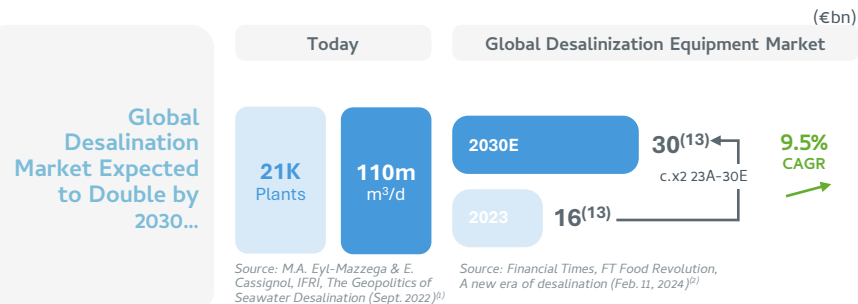 (€bn)
Today
Global Desalinization Equipment Market
Global
Desalination
Market Expected
to Double by
2030...
21K
Plants
110m
m³/d
2030E
30⁽¹³⁾
c.x2 23A-30E
2023
16⁽¹³⁾
9.5%
CAGR
Source: M.A. Eyl-Mazzega & E.
Cassignol, IFRI, The Geopolitics of
Seawater Desalination (Sept. 2022)⁽¹⁾
Source: Financial Times, FT Food Revolution,
A new era of desalination (Feb. 11, 2024)⁽²⁾